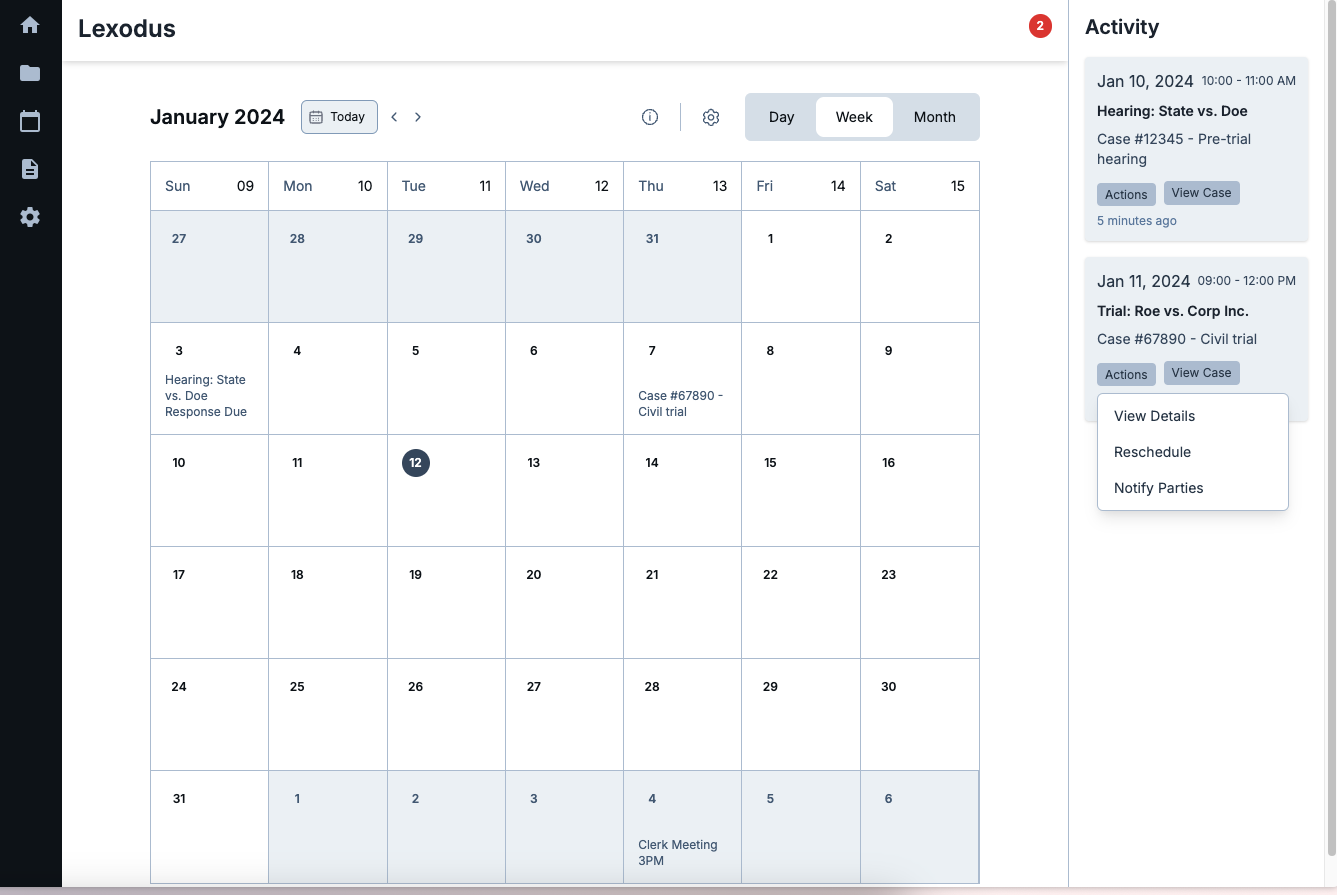 Lexodus
2
January 2024
Today
Day
Week
Month
Sun 09
Mon 10
Tue 11
Wed 12
Thu 13
Fri 14
Sat 15
27
28
29
30
31
1
2
3
Hearing: State
vs. Doe
Response Due
4
5
6
7
Case #67890 -
Civil trial
8
9
10
11
12
13
14
15
16
17
18
19
20
21
22
23
24
25
26
27
28
29
30
31
1
2
3
4
Clerk Meeting
3PM
5
6
Activity
Jan 10, 2024 10:00 - 11:00 AM
Hearing: State vs. Doe
Case #12345 - Pre-trial
hearing
Actions
View Case
5 minutes ago
Jan 11, 2024 09:00 - 12:00 PM
Trial: Roe vs. Corp Inc.
Case #67890 - Civil trial
Actions
View Case
View Details
Reschedule
Notify Parties